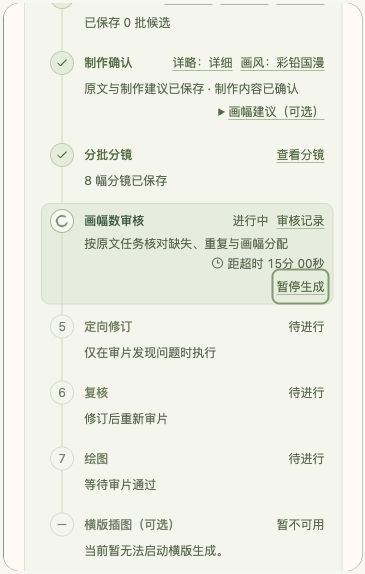 已保存 0 批候选
制作确认 详略：详细 画风：彩铅国漫
原文与制作建议已保存 · 制作内容已确认
▶ 画幅建议（可选）
分批分镜 查看分镜
8 幅分镜已保存
画幅数审核 进行中 审核记录
按原文任务核对缺失、重复与画幅分配
距超时 15分 00秒
暂停生成
5 定向修订 待进行
仅在审片发现问题时执行
6 复核 待进行
修订后重新审片
7 绘图 待进行
等待审片通过
横版插图（可选） 暂不可用
当前暂无法启动横版生成。